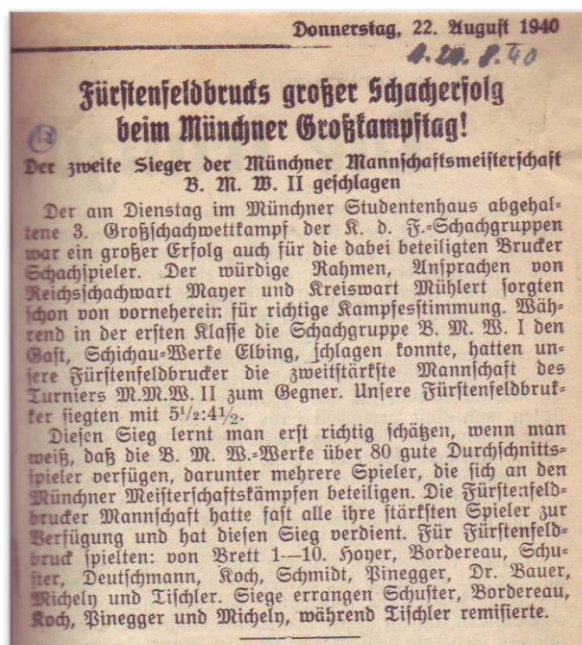 Donnerstag, 22. August 1940
Fürstenfeldbrucks großer Schacherfolg
beim Münchner Großkampftag!
Der zweite Sieger der Münchner Mannschaftsmeisterschaft
B. M. W. II geschlagen
Der am Dienstag im Münchner Studentenhaus abgehal-
tene 3. Großschachwettkampf der K. d. F.-Schachgruppen
war ein großer Erfolg auch für die dabei beteiligten Brucker
Schachspieler. Der würdige Rahmen, Ansprachen von
Reichsschachwart Mayer und Kreiswart Mühlert sorgten
schon von vorneherein für richtige Kampfesstimmung. Wäh-
rend in der ersten Klasse die Schachgruppe B. M. W. I den
Gast, Schichau-Werke Elbing, schlagen konnte, hatten un-
sere Fürstenfeldbrucker die zweitstärkste Mannschaft des
Turniers M.M.W. II zum Gegner. Unsere Fürstenfeldbruk-
ker siegten mit 5½:4½.
Diesen Sieg lernt man erst richtig schätzen, wenn man
weiß, daß die B. M. W.-Werke über 80 gute Durchschnitts-
spieler verfügen, darunter mehrere Spieler, die sich an den
Münchner Meisterschaftskämpfen beteiligen. Die Fürstenfeld-
brucker Mannschaft hatte fast alle ihre stärksten Spieler zur
Verfügung und hat diesen Sieg verdient. Für Fürstenfeld-
bruck spielten: von Brett 1—10. Hoyer, Bordereau, Schu-
ster, Deutschmann, Koch, Schmidt, Pinegger, Dr. Bauer,
Michely und Tischler. Siege errangen Schuster, Bordereau,
Koch, Pinegger und Michely, während Tischler remisierte.